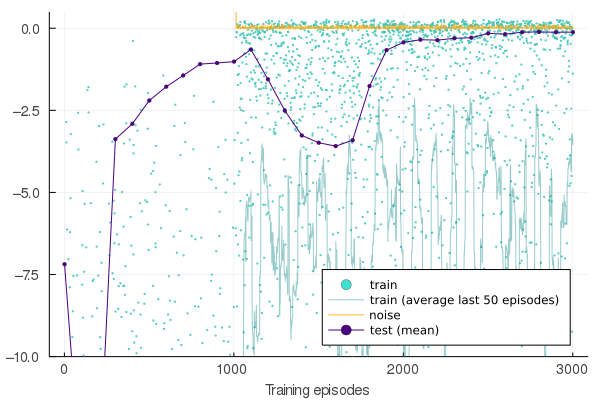 0.0
−2.5
−5.0
−7.5
−10.0
0
1000
2000
3000
Training episodes
train
train (average last 50 episodes)
noise
test (mean)